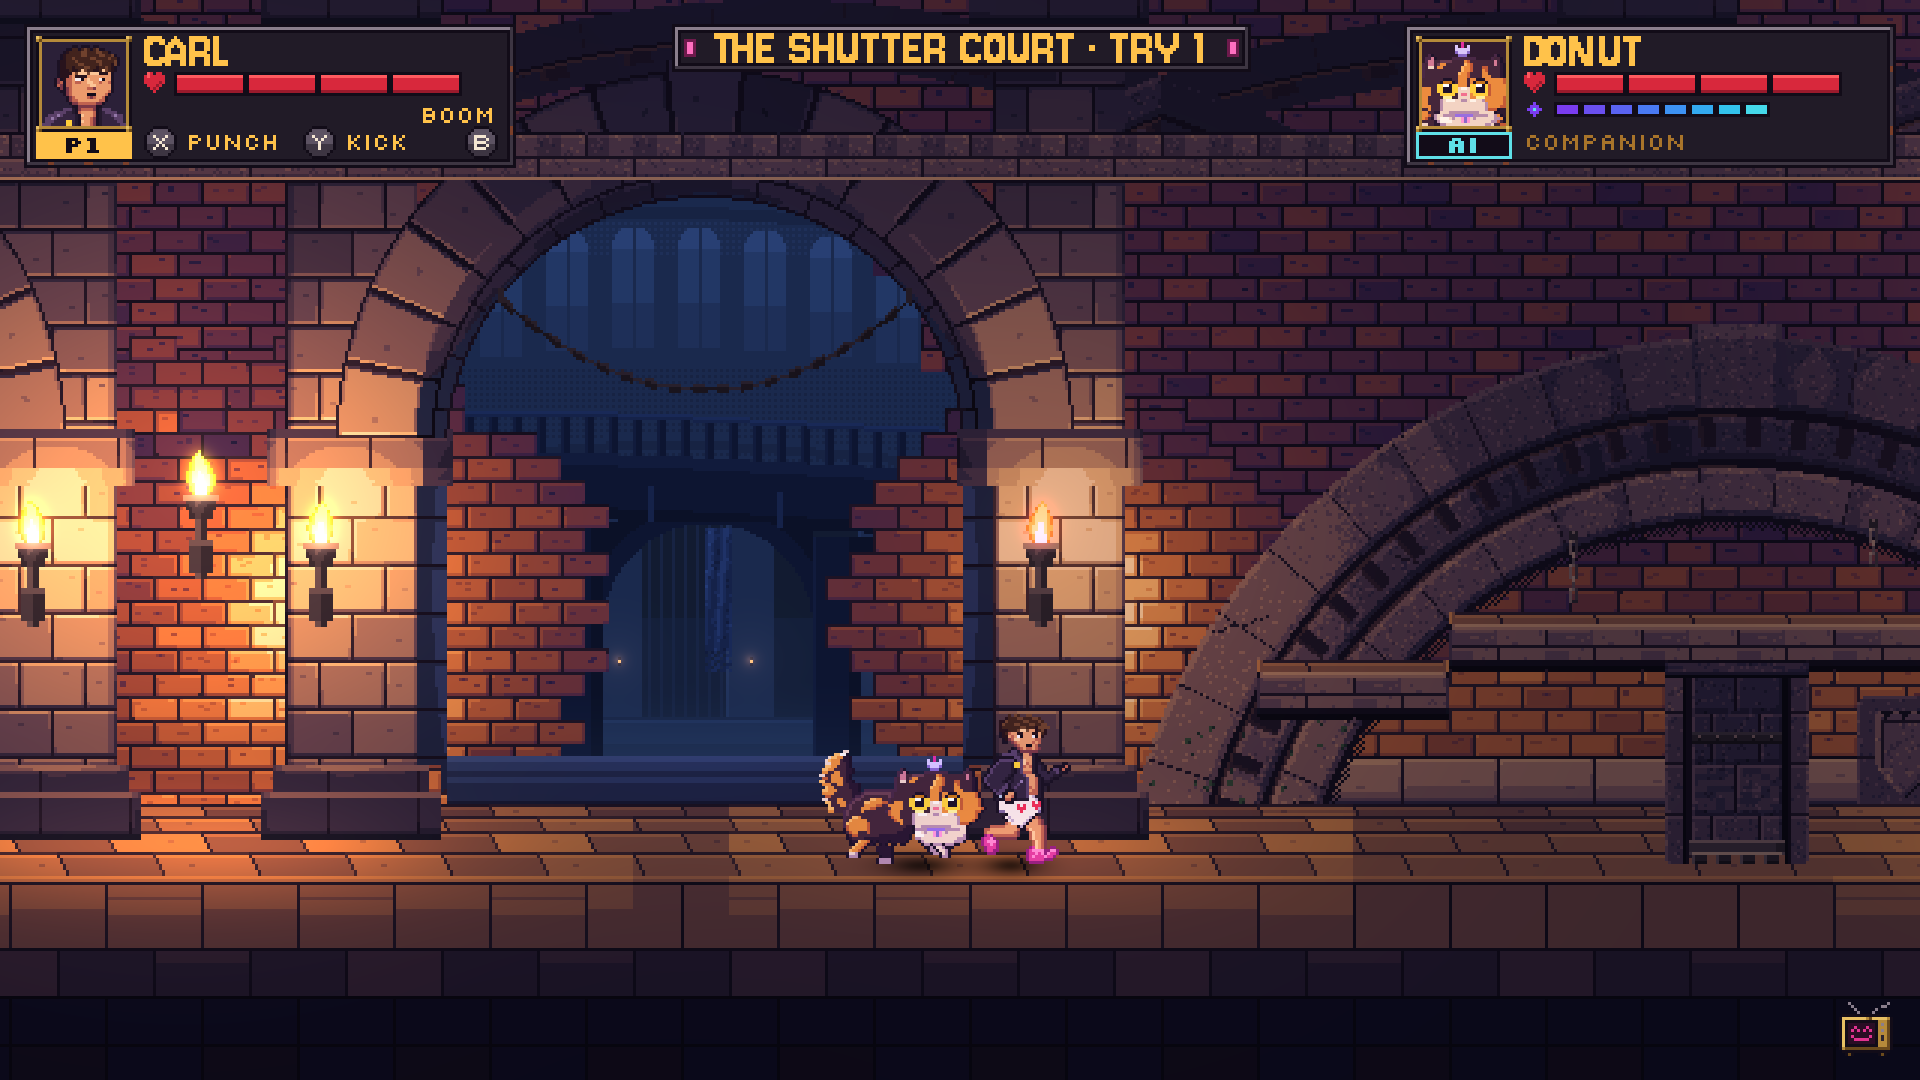 CARL
BOOM
P1
X PUNCH Y KICK B
THE SHUTTER COURT · TRY 1
DONUT
AI
COMPANION